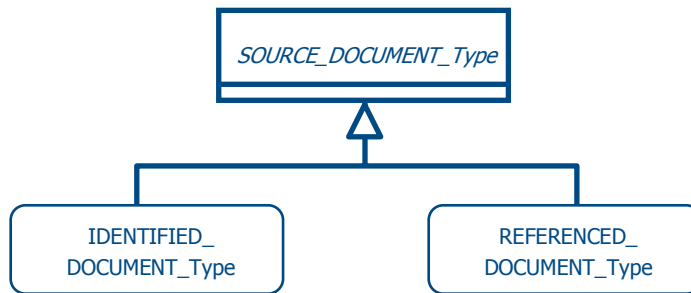 SOURCE_DOCUMENT_Type
IDENTIFIED_
DOCUMENT_Type
REFERENCED_
DOCUMENT_Type